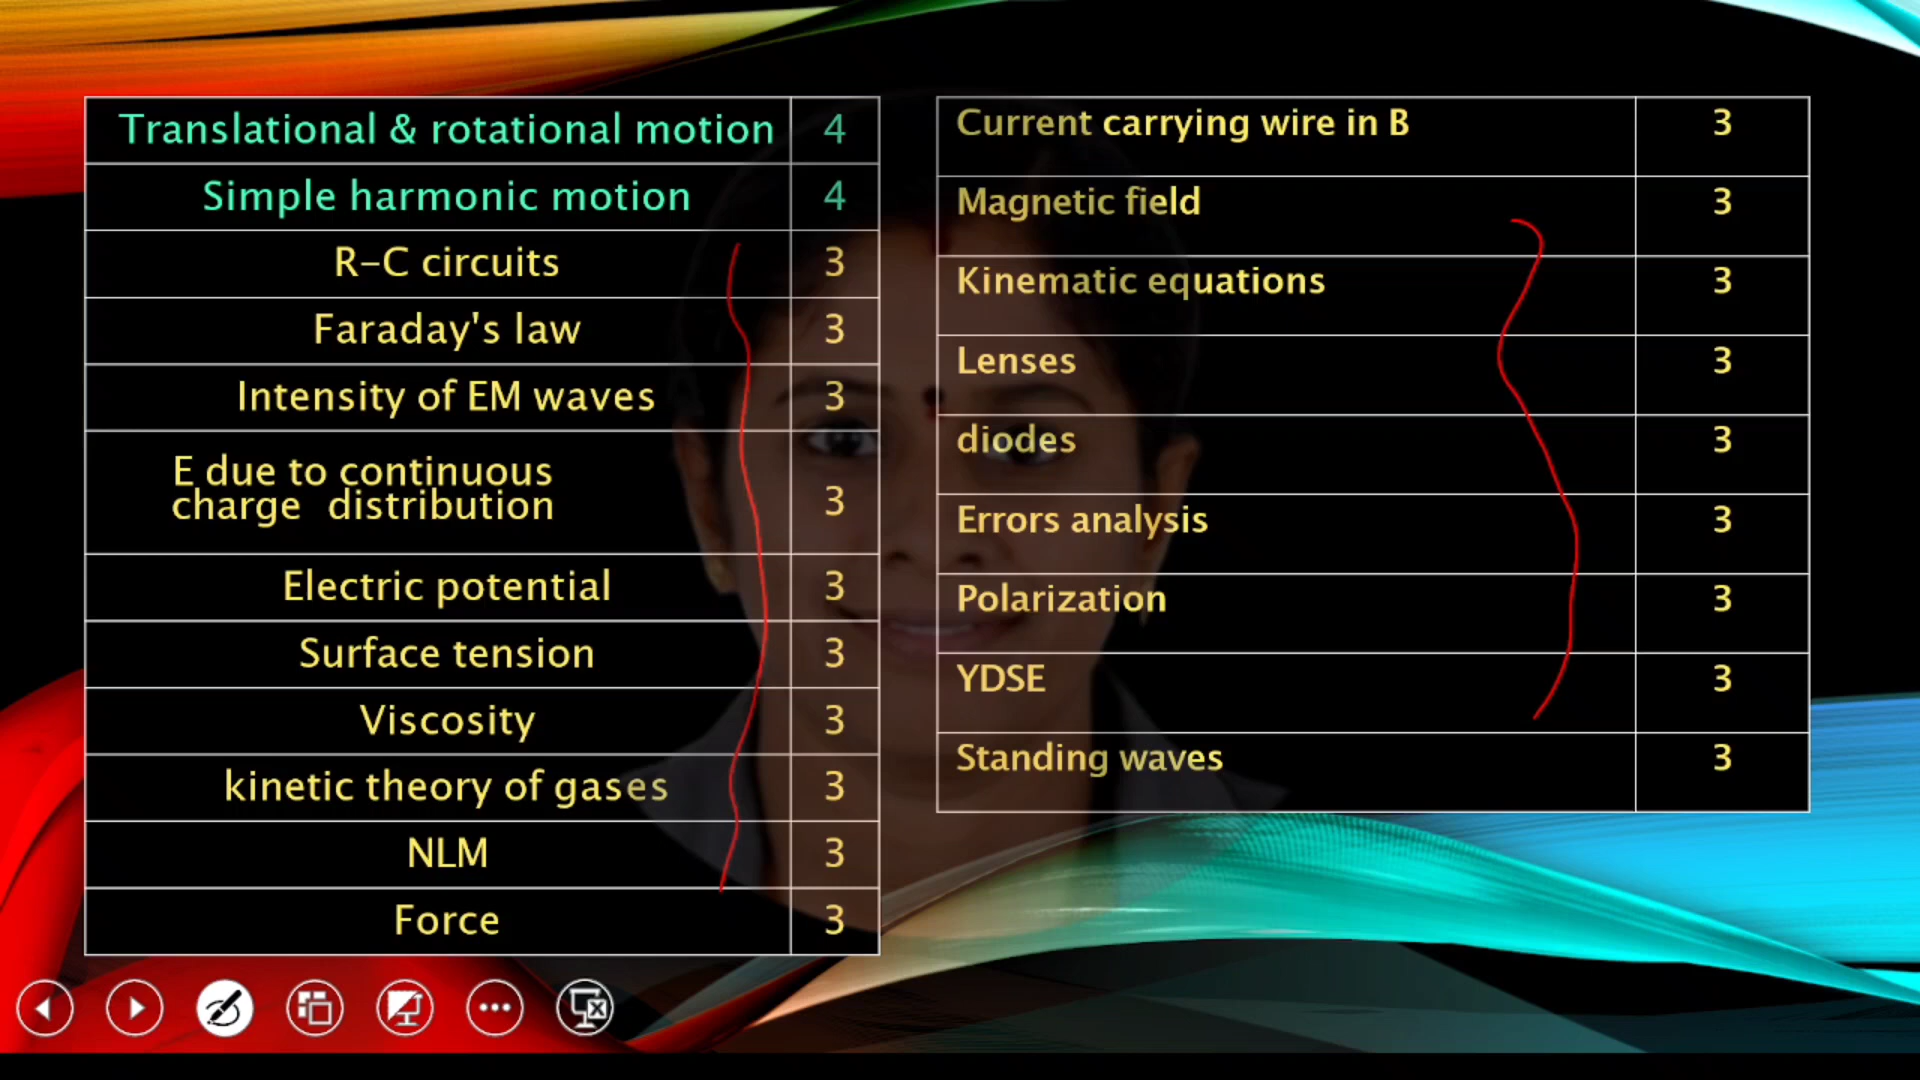 Translational & rotational motion 4
Simple harmonic motion 4
R-C circuits 3
Faraday's law 3
Intensity of EM waves 3
E due to continuous
charge distribution 3
Electric potential 3
Surface tension 3
Viscosity 3
kinetic theory of gases 3
NLM 3
Force 3
Current carrying wire in B 3
Magnetic field 3
Kinematic equations 3
Lenses 3
diodes 3
Errors analysis 3
Polarization 3
YDSE 3
Standing waves 3